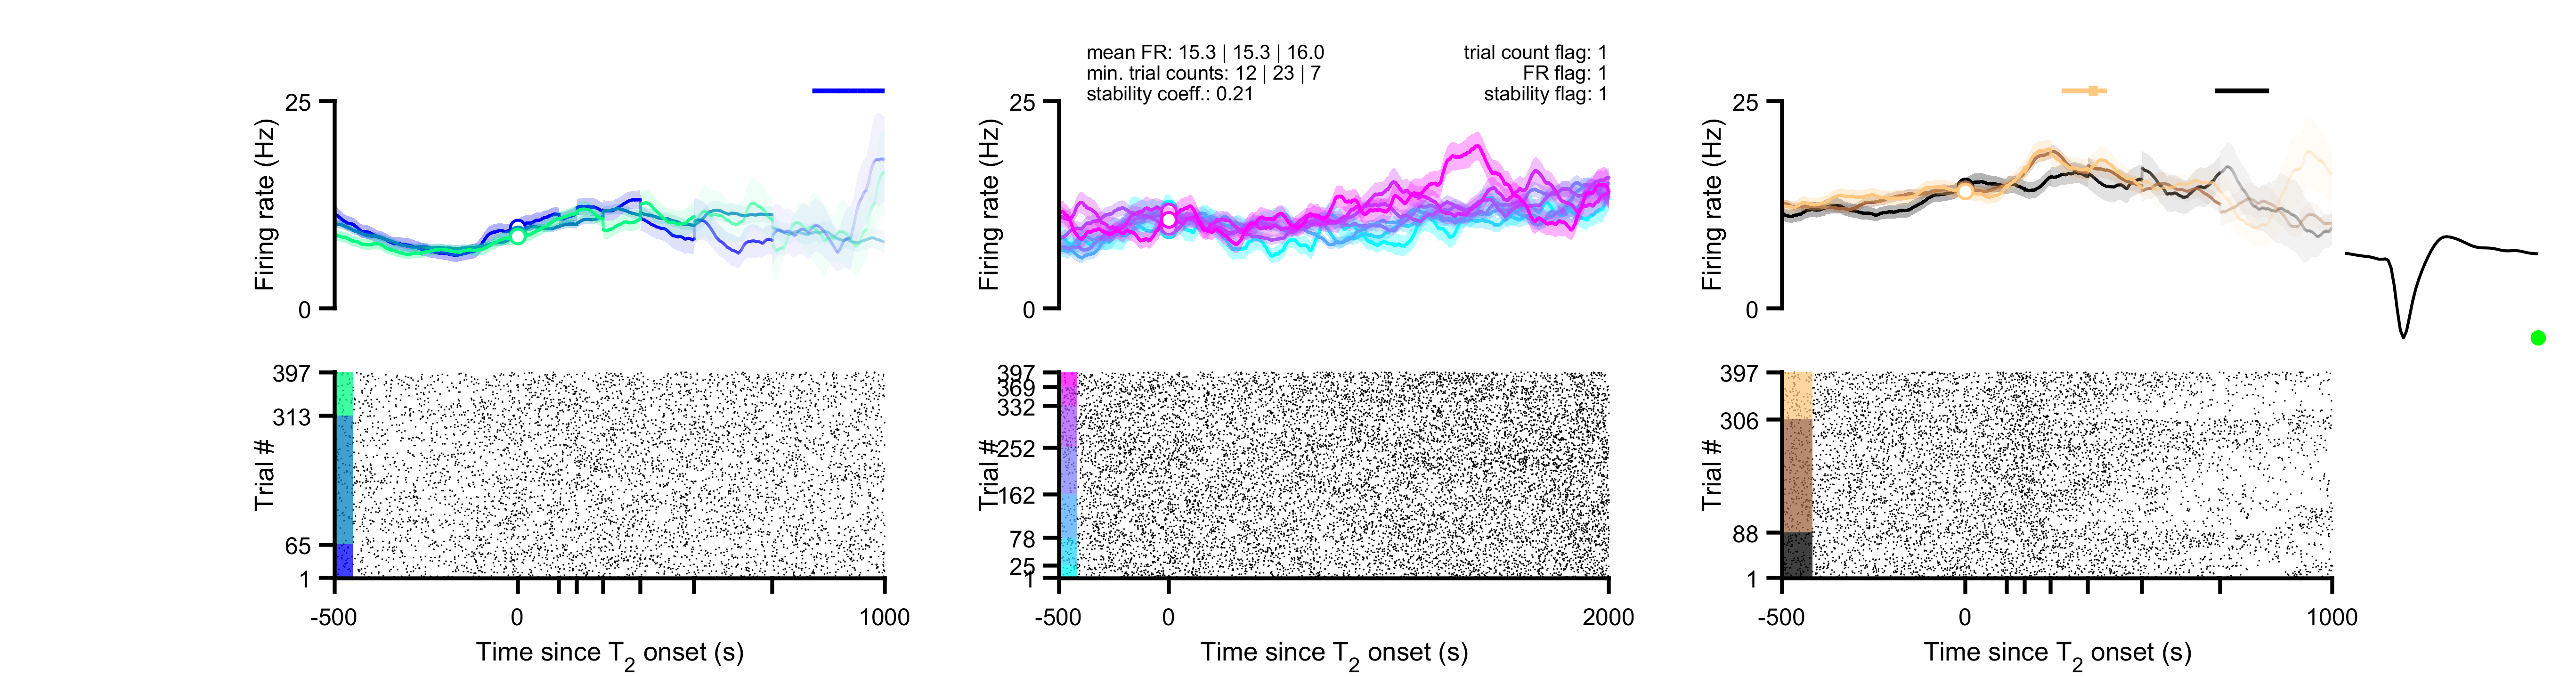 mean FR: 15.3 | 15.3 | 16.0
min. trial counts: 12 | 23 | 7
stability coeff.: 0.21
trial count flag: 1
FR flag: 1
stability flag: 1
Firing rate (Hz)
25
0
Firing rate (Hz)
25
0
Firing rate (Hz)
25
0
Trial #
397
313
65
1
-500
0
1000
Time since T2 onset (s)
Trial #
397
369
332
252
162
78
25
1
-500
0
2000
Time since T2 onset (s)
Trial #
397
306
88
1
-500
0
1000
Time since T2 onset (s)